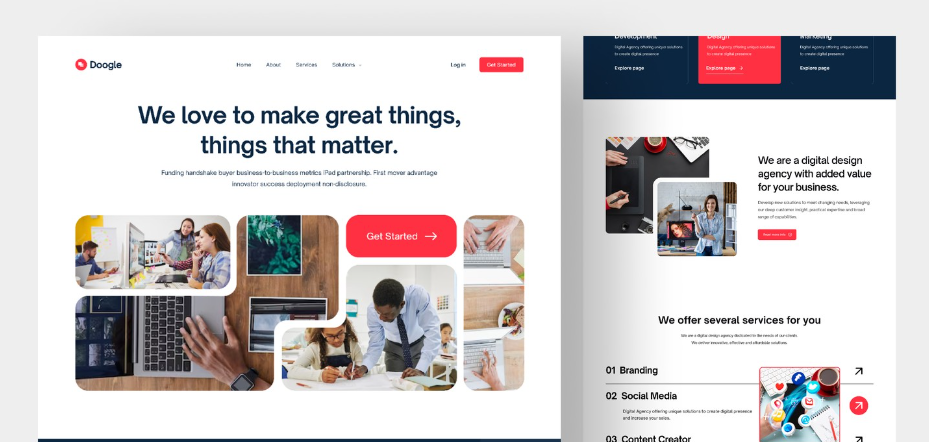 Doogle
Home About Services Solutions
Log in
Get Started
We love to make great things,
things that matter.
Funding handshake buyer business-to-business metrics iPad partnership. First mover advantage
innovator success deployment non-disclosure.
Get Started
Development
Digital Agency offering unique solutions
to create digital presence
Explore page
Design
Digital Agency offering unique solutions
to create digital presence
Explore page
Marketing
Digital Agency offering unique solutions
to create digital presence
Explore page
We are a digital design
agency with added value
for your business.
Develop new solutions to meet changing needs, leveraging
our deep customer insight, practical expertise and broad
range of capabilities.
We offer several services for you
We are a digital design agency dedicated to the needs of our clients.
We deliver innovative, effective and affordable solutions.
01 Branding
02 Social Media
Digital Agency offering unique solutions to create digital presence
and increase your sales.
03 Content Creator